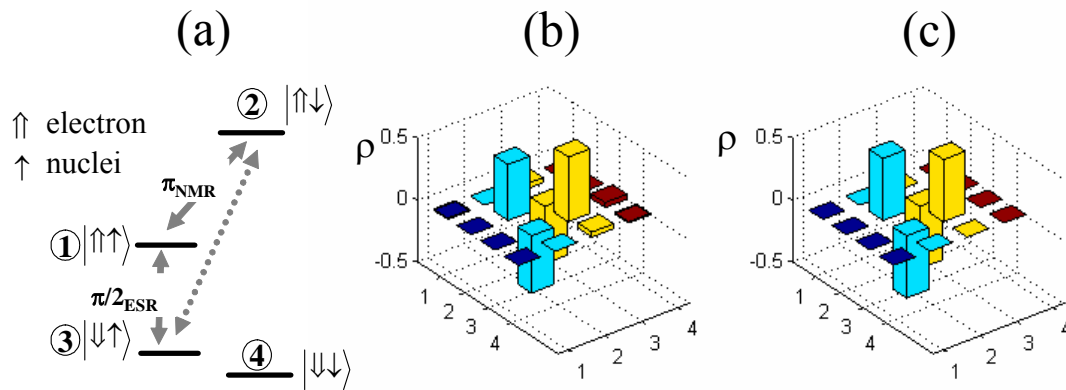 (a)
(b)
(c)
② |⇑↓⟩
⇑ electron
↑ nuclei
π_NMR
① |⇑↑⟩
π/2_ESR
③ |⇓↑⟩
④ |⇓↓⟩
ρ
0.5
0
-0.5
1
2
3
4
1
2
3
4
ρ
0.5
0
-0.5
1
2
3
4
1
2
3
4